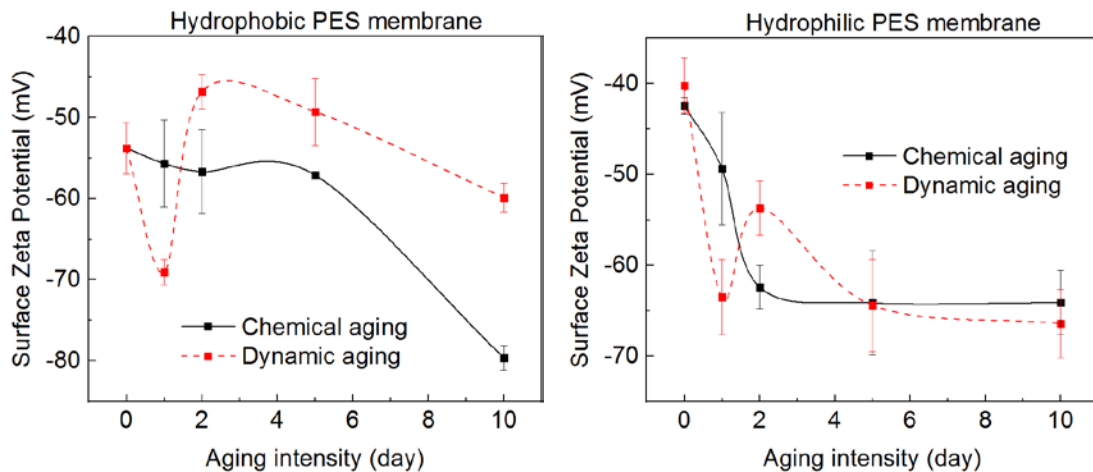 Hydrophobic PES membrane
-40
-50
-60
-70
-80
Surface Zeta Potential (mV)
Chemical aging
Dynamic aging
0 2 4 6 8 10
Aging intensity (day)
Hydrophilic PES membrane
-40
-50
-60
-70
Surface Zeta Potential (mV)
Chemical aging
Dynamic aging
0 2 4 6 8 10
Aging intensity (day)